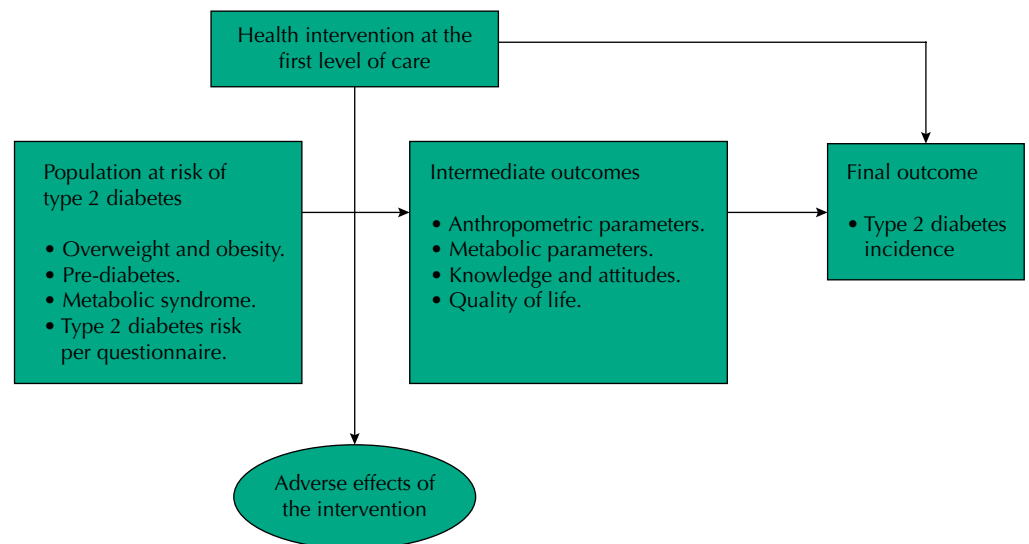 Health intervention at the
first level of care
Population at risk of
type 2 diabetes
• Overweight and obesity.
• Pre-diabetes.
• Metabolic syndrome.
• Type 2 diabetes risk
per questionnaire.
Intermediate outcomes
• Anthropometric parameters.
• Metabolic parameters.
• Knowledge and attitudes.
• Quality of life.
Final outcome
• Type 2 diabetes
incidence
Adverse effects of
the intervention